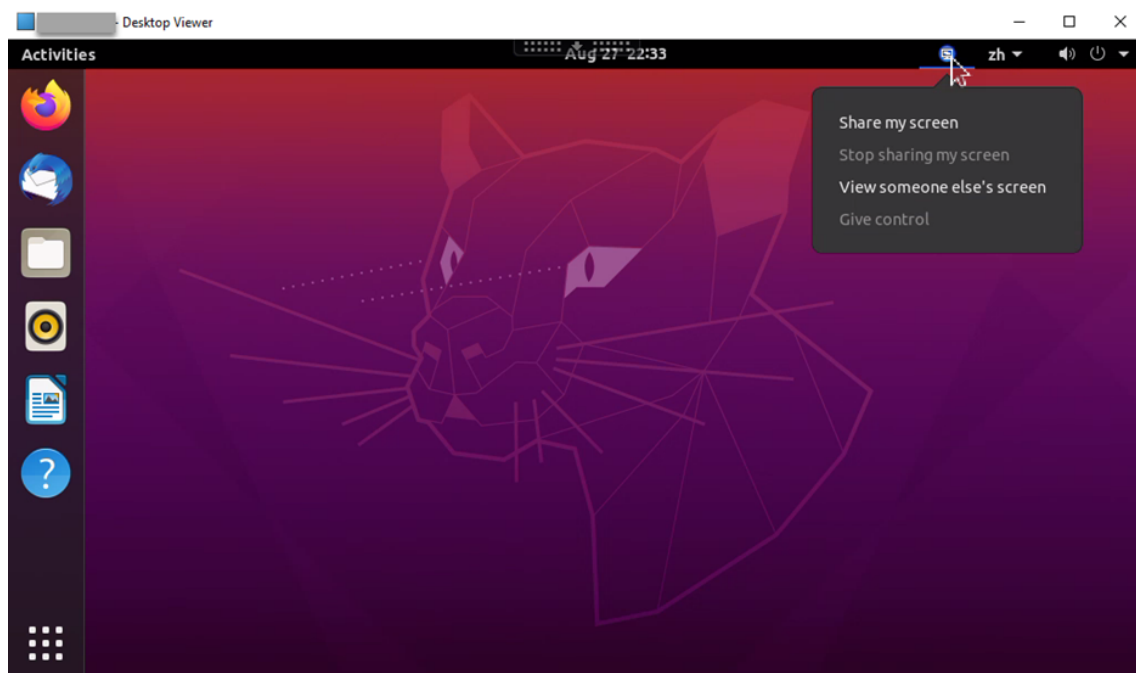 - Desktop Viewer
Activities
Aug 27 22:33
zh
Share my screen
Stop sharing my screen
View someone else's screen
Give control
?